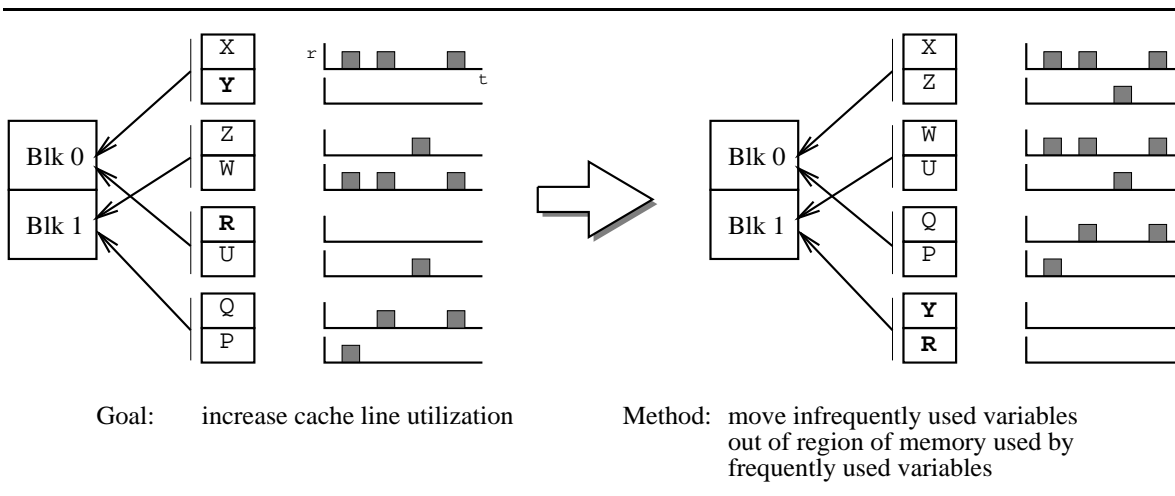 X
r
Y
t
Z
Blk 0
W
Blk 1
R
U
Q
P
X
Z
W
Blk 0
U
Blk 1
Q
P
Y
R
Goal: increase cache line utilization
Method: move infrequently used variables
out of region of memory used by
frequently used variables